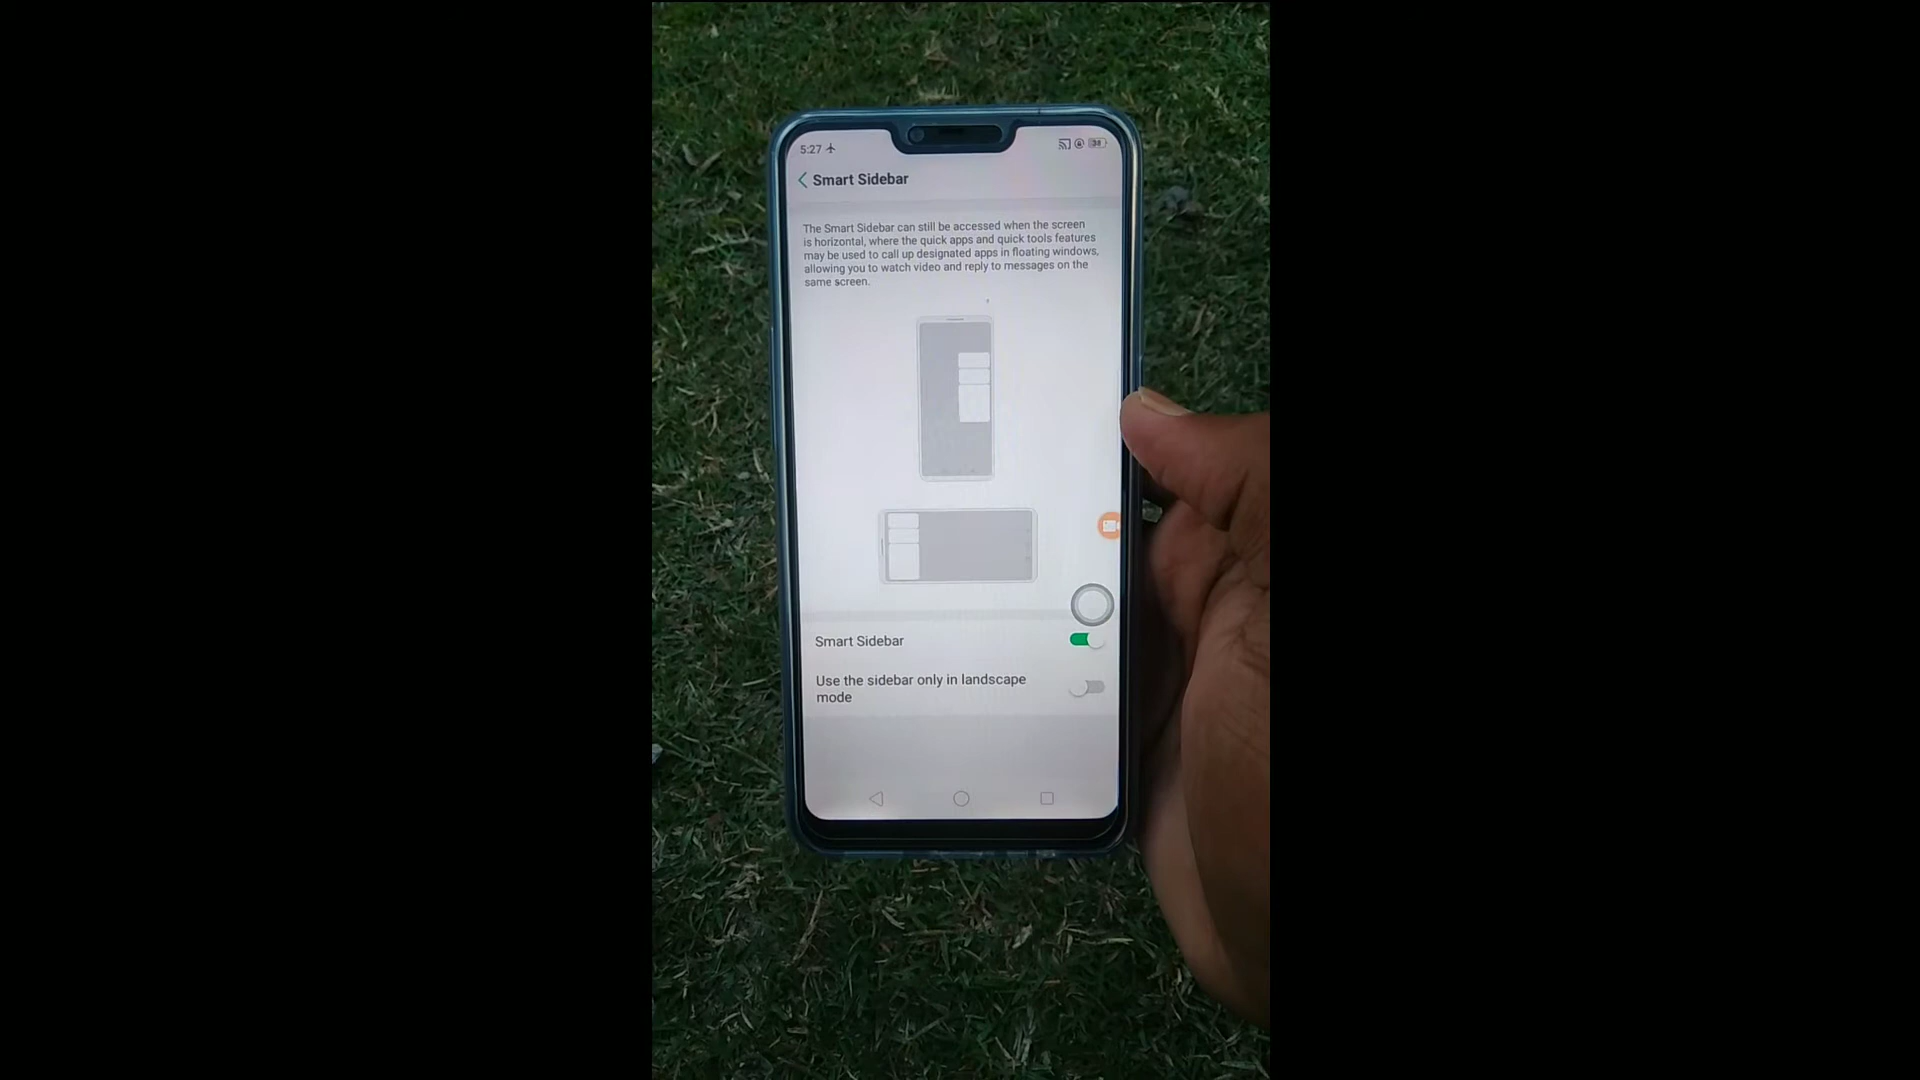 5:27
38
Smart Sidebar
The Smart Sidebar can still be accessed when the screen
is horizontal, where the quick apps and quick tools features
may be used to call up designated apps in floating windows,
allowing you to watch video and reply to messages on the
same screen.
Smart Sidebar
Use the sidebar only in landscape
mode